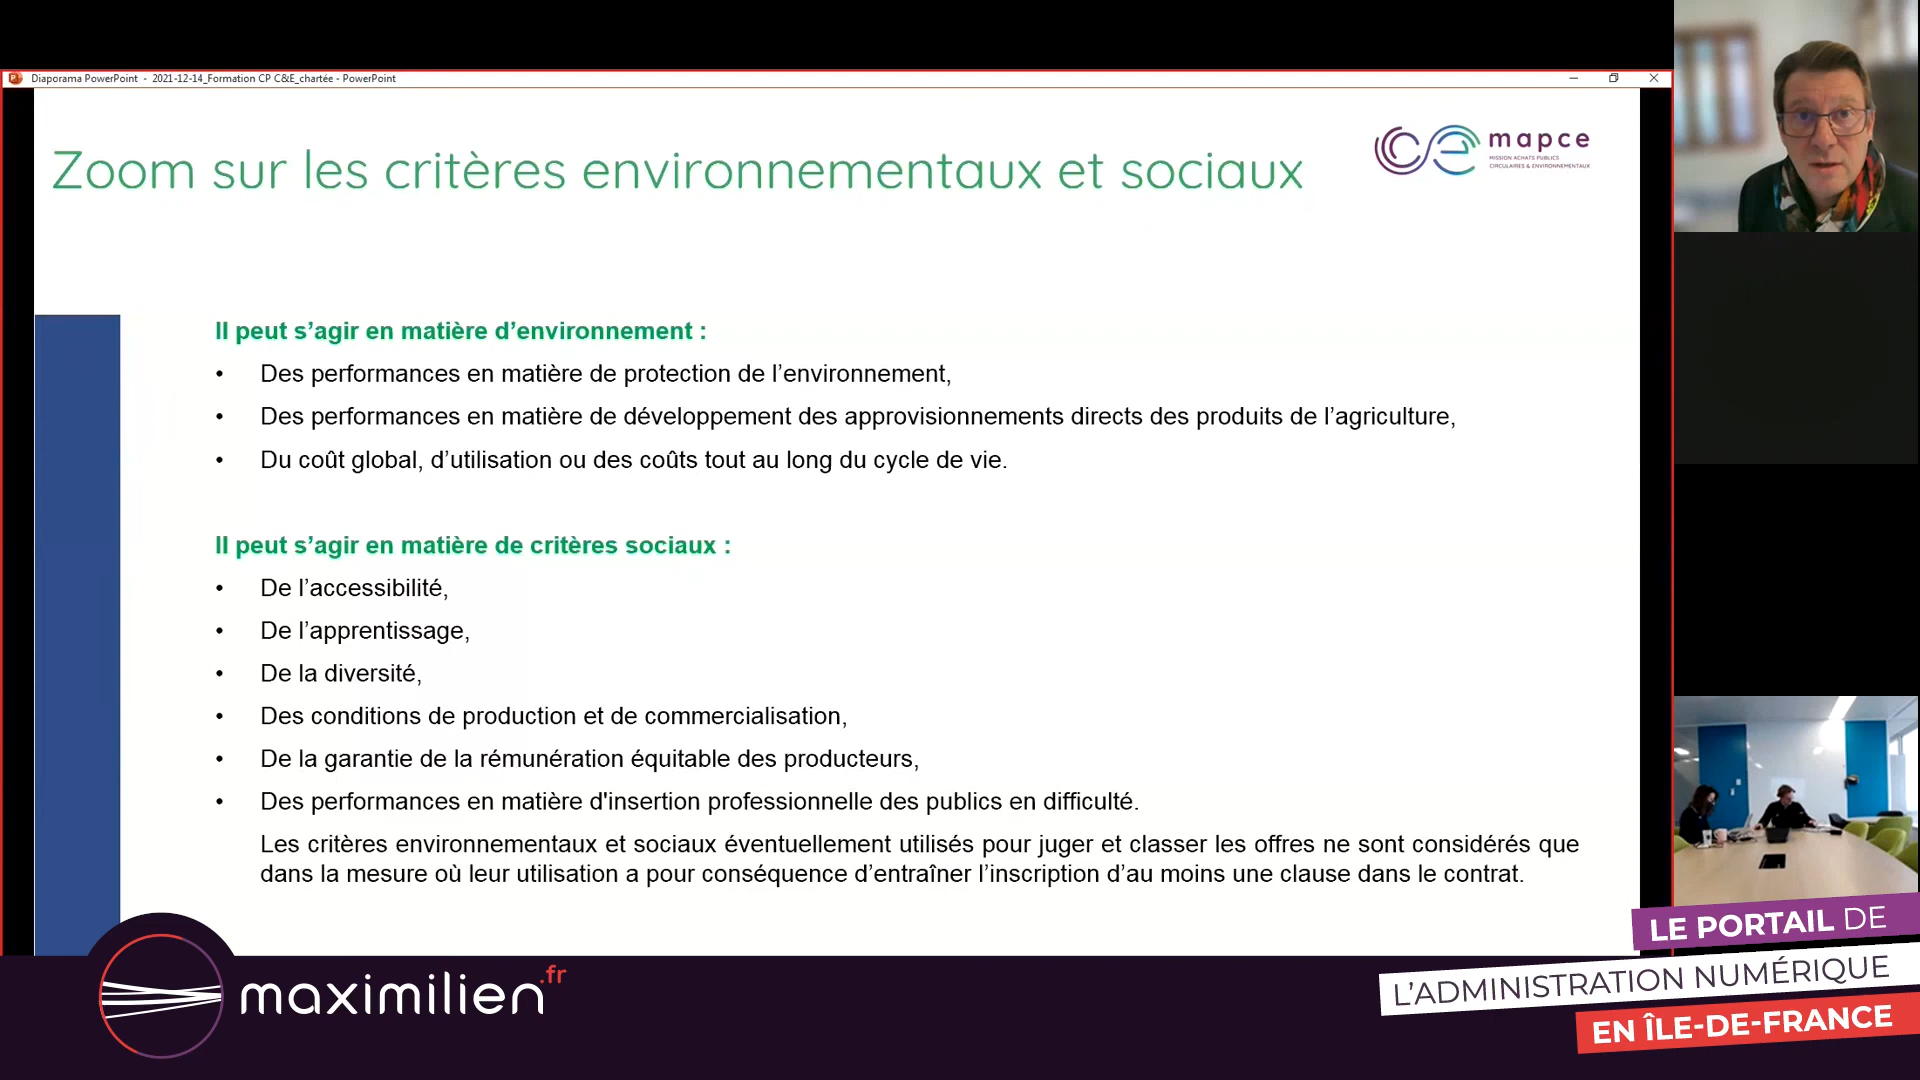 Diaporama PowerPoint - 2021-12-14_Formation CP C&E_chartée - PowerPoint
Zoom sur les critères environnementaux et sociaux
mapce
MISSION ACHATS PUBLICS
CIRCULAIRES & ENVIRONNEMENTAUX
Il peut s’agir en matière d’environnement :
• Des performances en matière de protection de l’environnement,
• Des performances en matière de développement des approvisionnements directs des produits de l’agriculture,
• Du coût global, d’utilisation ou des coûts tout au long du cycle de vie.
Il peut s’agir en matière de critères sociaux :
• De l’accessibilité,
• De l’apprentissage,
• De la diversité,
• Des conditions de production et de commercialisation,
• De la garantie de la rémunération équitable des producteurs,
• Des performances en matière d'insertion professionnelle des publics en difficulté.
Les critères environnementaux et sociaux éventuellement utilisés pour juger et classer les offres ne sont considérés que
dans la mesure où leur utilisation a pour conséquence d’entraîner l’inscription d’au moins une clause dans le contrat.
maximilien.fr
LE PORTAIL DE
L’ADMINISTRATION NUMÉRIQUE
EN ÎLE-DE-FRANCE